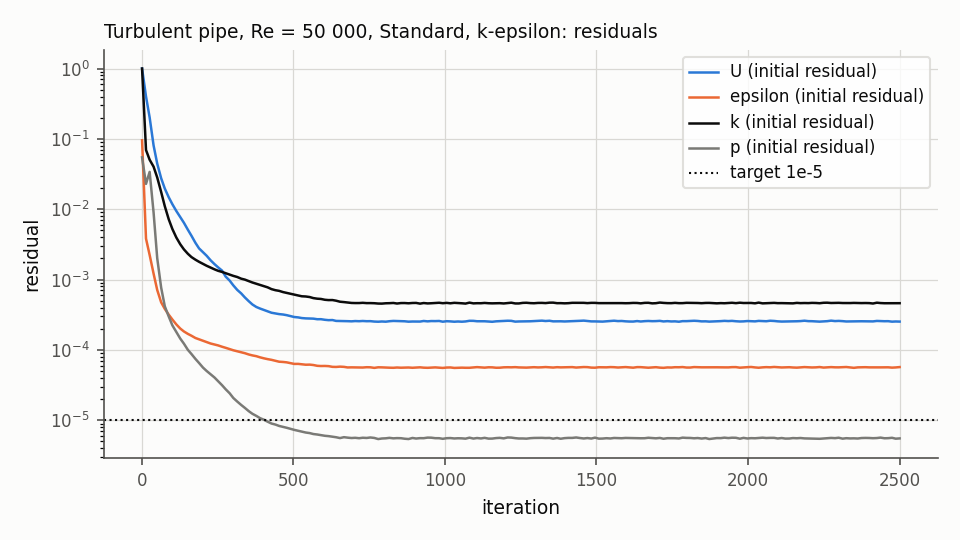 Turbulent pipe, Re = 50 000, Standard, k-epsilon: residuals
U (initial residual)
epsilon (initial residual)
k (initial residual)
p (initial residual)
target 1e-5
residual
10⁰
10⁻¹
10⁻²
10⁻³
10⁻⁴
10⁻⁵
0 500 1000 1500 2000 2500
iteration